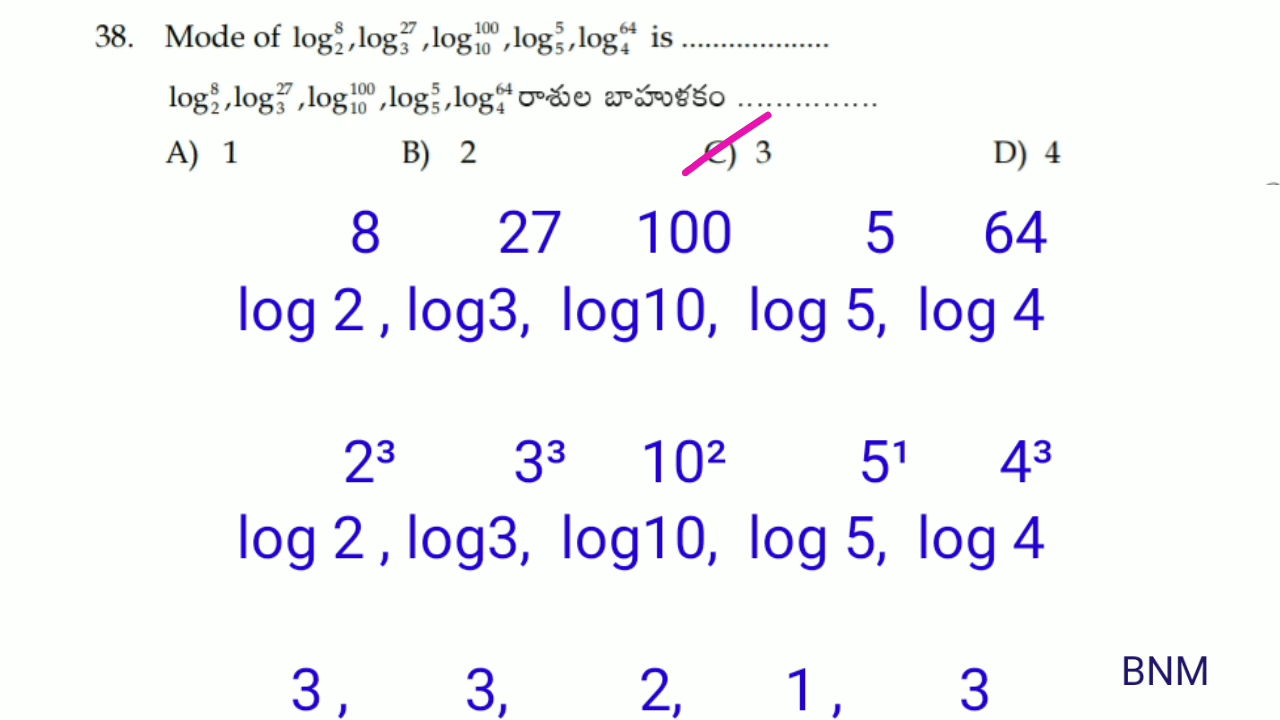 38. Mode of log₂⁸, log₃²⁷, log₁₀¹⁰⁰, log₅⁵, log₄⁶⁴ is ...................
log₂⁸, log₃²⁷, log₁₀¹⁰⁰, log₅⁵, log₄⁶⁴ రాశుల బాహుళకం ...............
A) 1 B) 2 C) 3 D) 4
8 27 100 5 64
log 2 , log3, log10, log 5, log 4
2³ 3³ 10² 5¹ 4³
log 2 , log3, log10, log 5, log 4
3 , 3, 2, 1 , 3
BNM